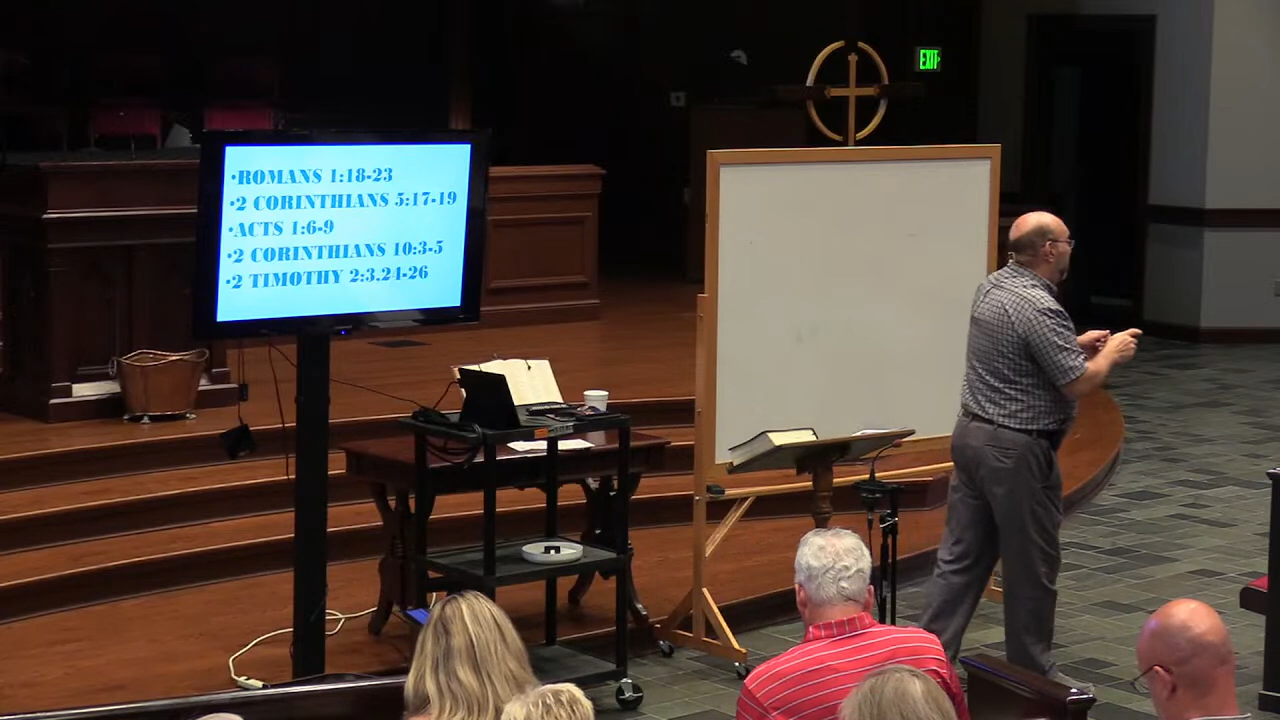 •ROMANS 1:18-23
•2 CORINTHIANS 5:17-19
•ACTS 1:6-9
•2 CORINTHIANS 10:3-5
•2 TIMOTHY 2:3,24-26
EXIT